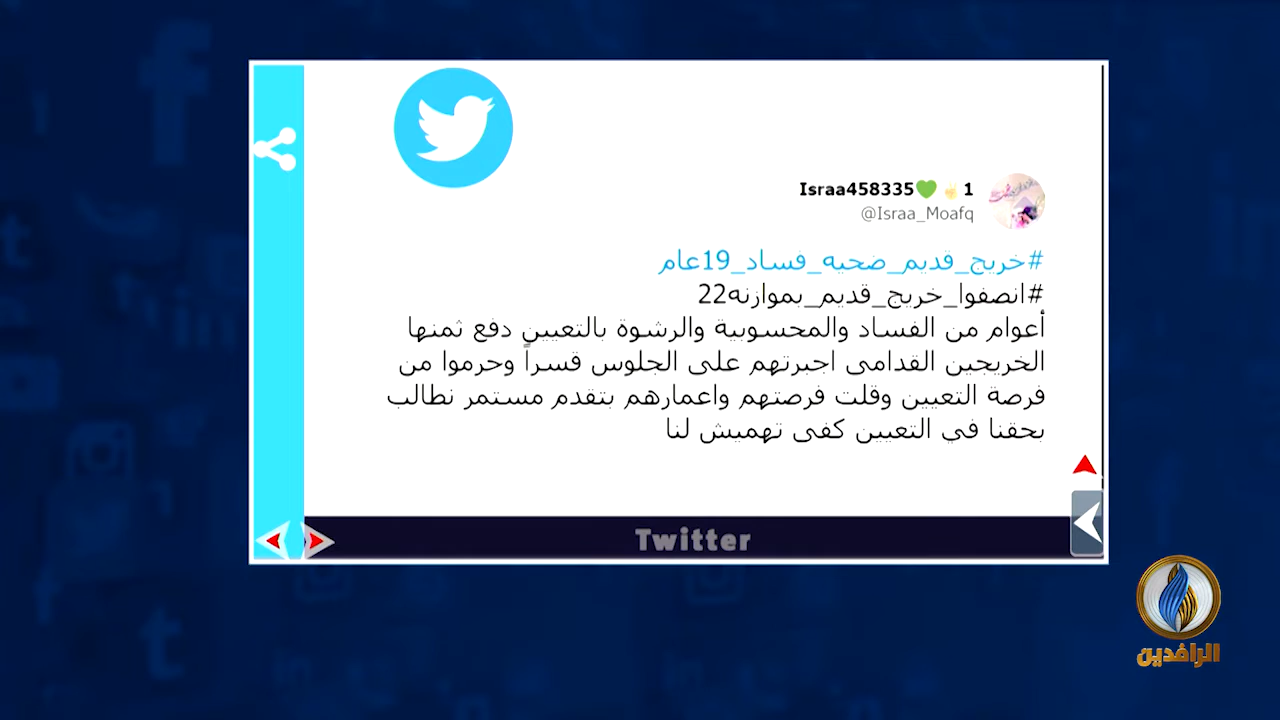 Israa458335💚☝1
@Israa_Moafq
#خريج_قديم_ضحيه_فساد_19عام
#انصفوا_خريج_قديم_بموازنه22
أعوام من الفساد والمحسوبية والرشوة بالتعيين دفع ثمنها
الخريجين القدامى اجبرتهم على الجلوس قسراً وحرموا من
فرصة التعيين وقلت فرصتهم واعمارهم بتقدم مستمر نطالب
بحقنا في التعيين كفى تهميش لنا
Twitter
الرافدين